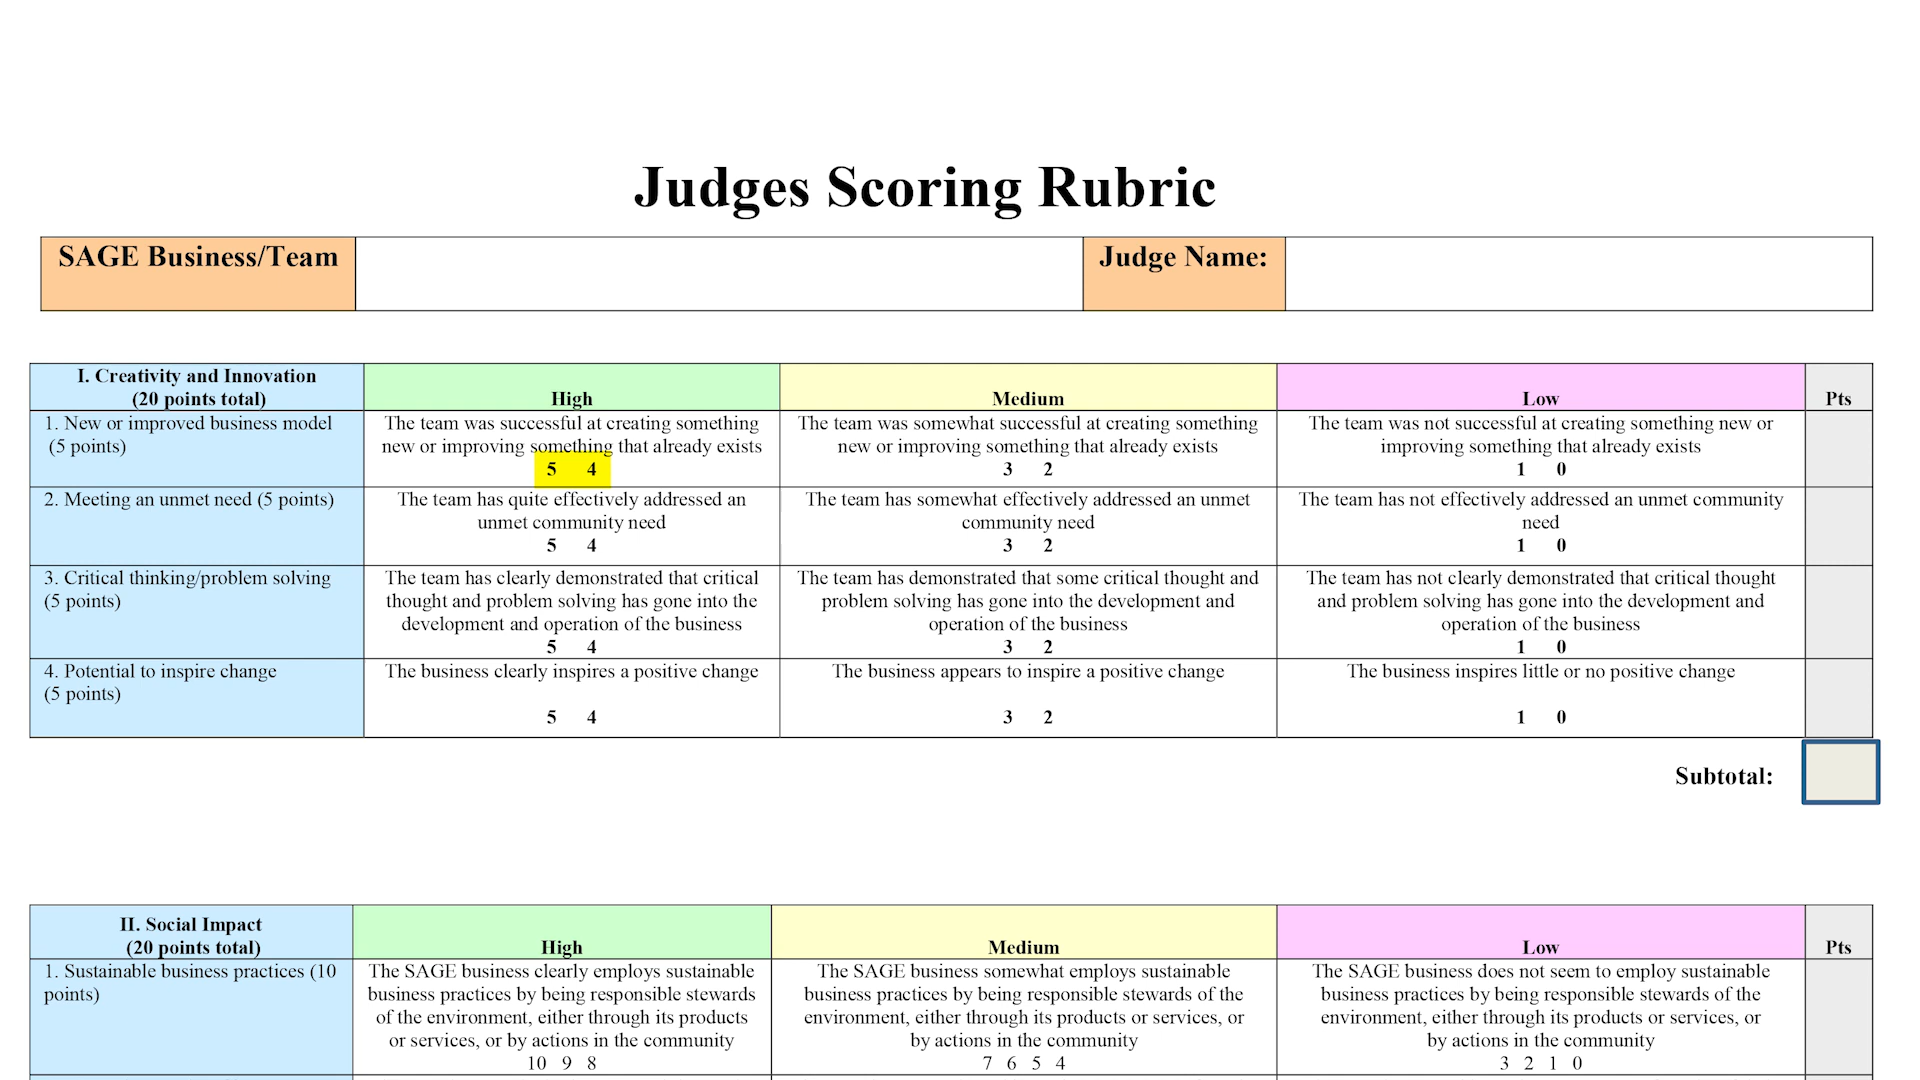 Judges Scoring Rubric
SAGE Business/Team
Judge Name:
I. Creativity and Innovation
(20 points total)
High
Medium
Low
Pts
1. New or improved business model
(5 points)
The team was successful at creating something
new or improving something that already exists
5 4
The team was somewhat successful at creating something
new or improving something that already exists
3 2
The team was not successful at creating something new or
improving something that already exists
1 0
2. Meeting an unmet need (5 points)
The team has quite effectively addressed an
unmet community need
5 4
The team has somewhat effectively addressed an unmet
community need
3 2
The team has not effectively addressed an unmet community
need
1 0
3. Critical thinking/problem solving
(5 points)
The team has clearly demonstrated that critical
thought and problem solving has gone into the
development and operation of the business
5 4
The team has demonstrated that some critical thought and
problem solving has gone into the development and
operation of the business
3 2
The team has not clearly demonstrated that critical thought
and problem solving has gone into the development and
operation of the business
1 0
4. Potential to inspire change
(5 points)
The business clearly inspires a positive change
5 4
The business appears to inspire a positive change
3 2
The business inspires little or no positive change
1 0
Subtotal:
II. Social Impact
(20 points total)
High
Medium
Low
Pts
1. Sustainable business practices (10
points)
The SAGE business clearly employs sustainable
business practices by being responsible stewards
of the environment, either through its products
or services, or by actions in the community
10 9 8
The SAGE business somewhat employs sustainable
business practices by being responsible stewards of the
environment, either through its products or services, or
by actions in the community
7 6 5 4
The SAGE business does not seem to employ sustainable
business practices by being responsible stewards of the
environment, either through its products or services, or
by actions in the community
3 2 1 0